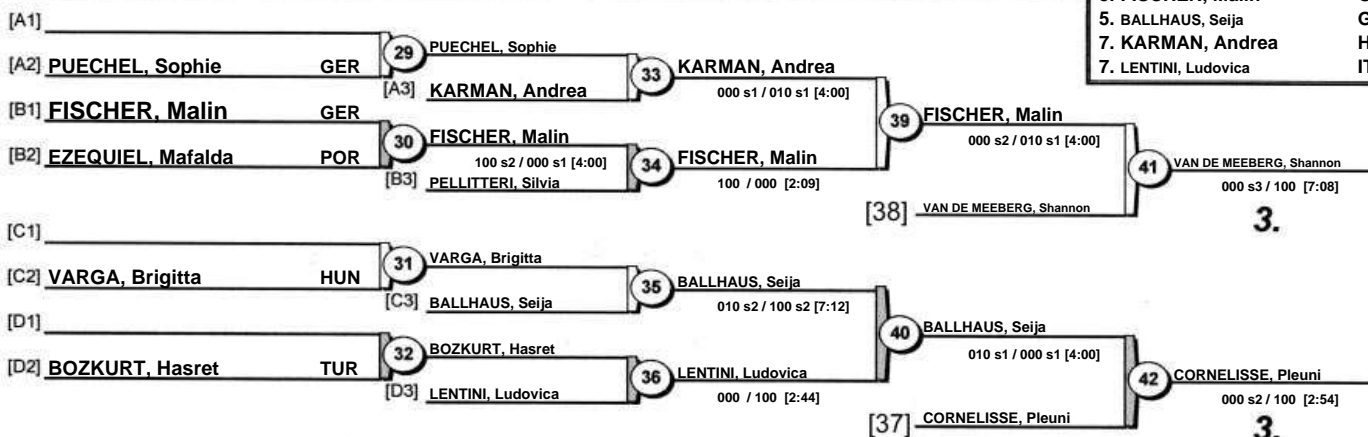 5. BALLHAUS, Seija
7. KARMAN, Andrea
7. LENTINI, Ludovica
[A1]
[A2] PUECHEL, Sophie GER
29
PUECHEL, Sophie
[A3] KARMAN, Andrea
33
KARMAN, Andrea
000 s1 / 010 s1 [4:00]
[B1] FISCHER, Malin GER
[B2] EZEQUIEL, Mafalda POR
30
FISCHER, Malin
100 s2 / 000 s1 [4:00]
[B3] PELLITTERI, Silvia
34
FISCHER, Malin
100 / 000 [2:09]
39
FISCHER, Malin
000 s2 / 010 s1 [4:00]
[38] VAN DE MEEBERG, Shannon
41
VAN DE MEEBERG, Shannon
000 s3 / 100 [7:08]
3.
[C1]
[C2] VARGA, Brigitta HUN
31
VARGA, Brigitta
[C3] BALLHAUS, Seija
35
BALLHAUS, Seija
010 s2 / 100 s2 [7:12]
[D1]
[D2] BOZKURT, Hasret TUR
32
BOZKURT, Hasret
[D3] LENTINI, Ludovica
36
LENTINI, Ludovica
000 / 100 [2:44]
40
BALLHAUS, Seija
010 s1 / 000 s1 [4:00]
[37] CORNELISSE, Pleuni
42
CORNELISSE, Pleuni
000 s2 / 100 [2:54]
3.